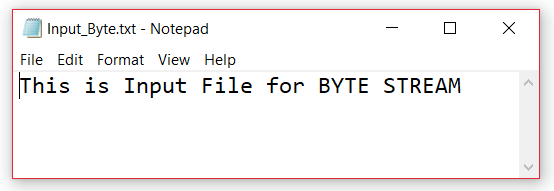 Input_Byte.txt - Notepad
File Edit Format View Help
This is Input File for BYTE STREAM